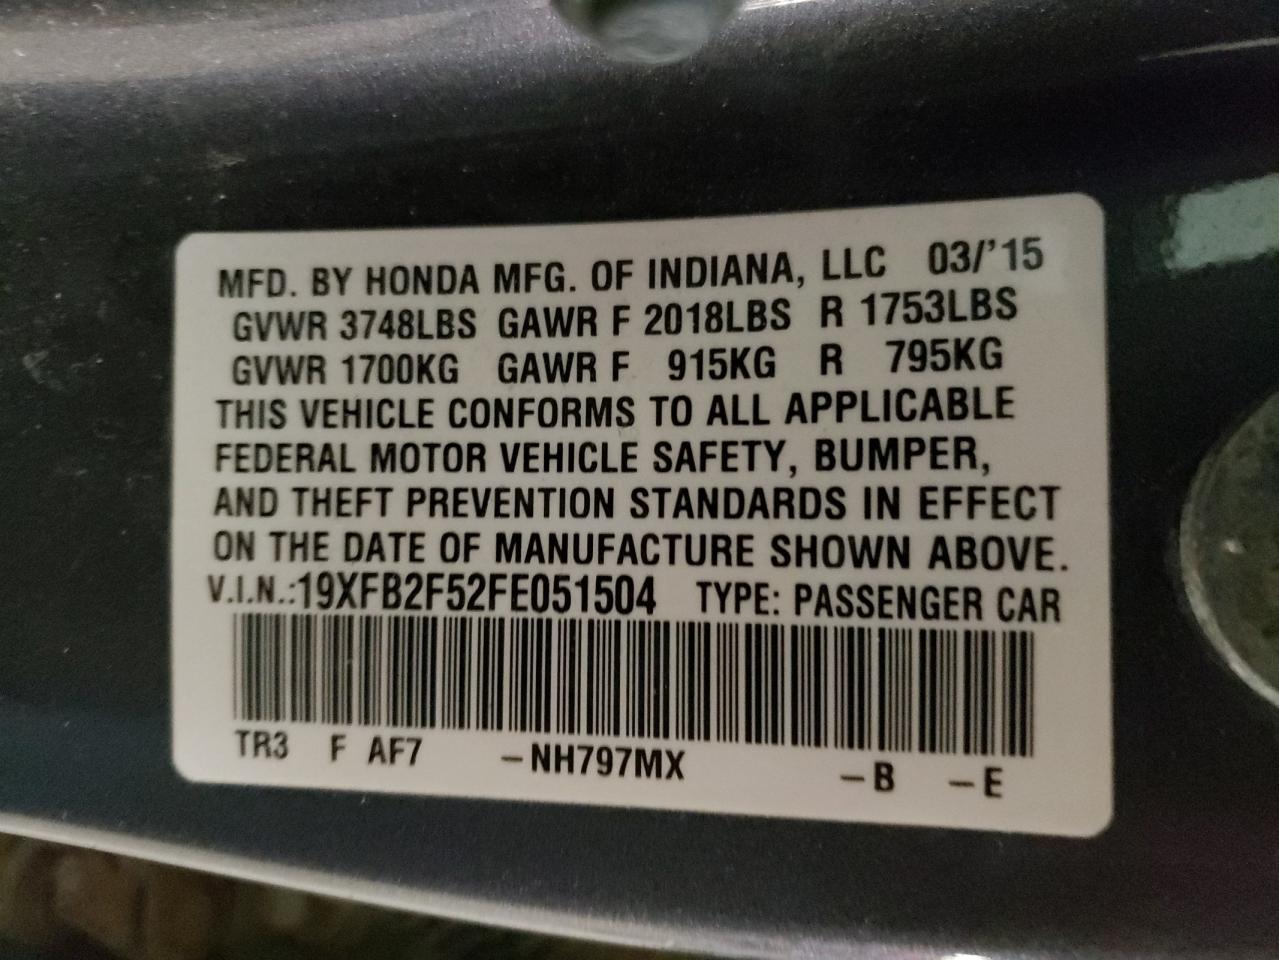 MFD. BY HONDA MFG. OF INDIANA, LLC 03/'15
GVWR 3748LBS GAWR F 2018LBS R 1753LBS
GVWR 1700KG GAWR F 915KG R 795KG
THIS VEHICLE CONFORMS TO ALL APPLICABLE
FEDERAL MOTOR VEHICLE SAFETY, BUMPER,
AND THEFT PREVENTION STANDARDS IN EFFECT
ON THE DATE OF MANUFACTURE SHOWN ABOVE.
V.I.N.:19XFB2F52FE051504 TYPE: PASSENGER CAR
TR3 F AF7 -NH797MX -B -E